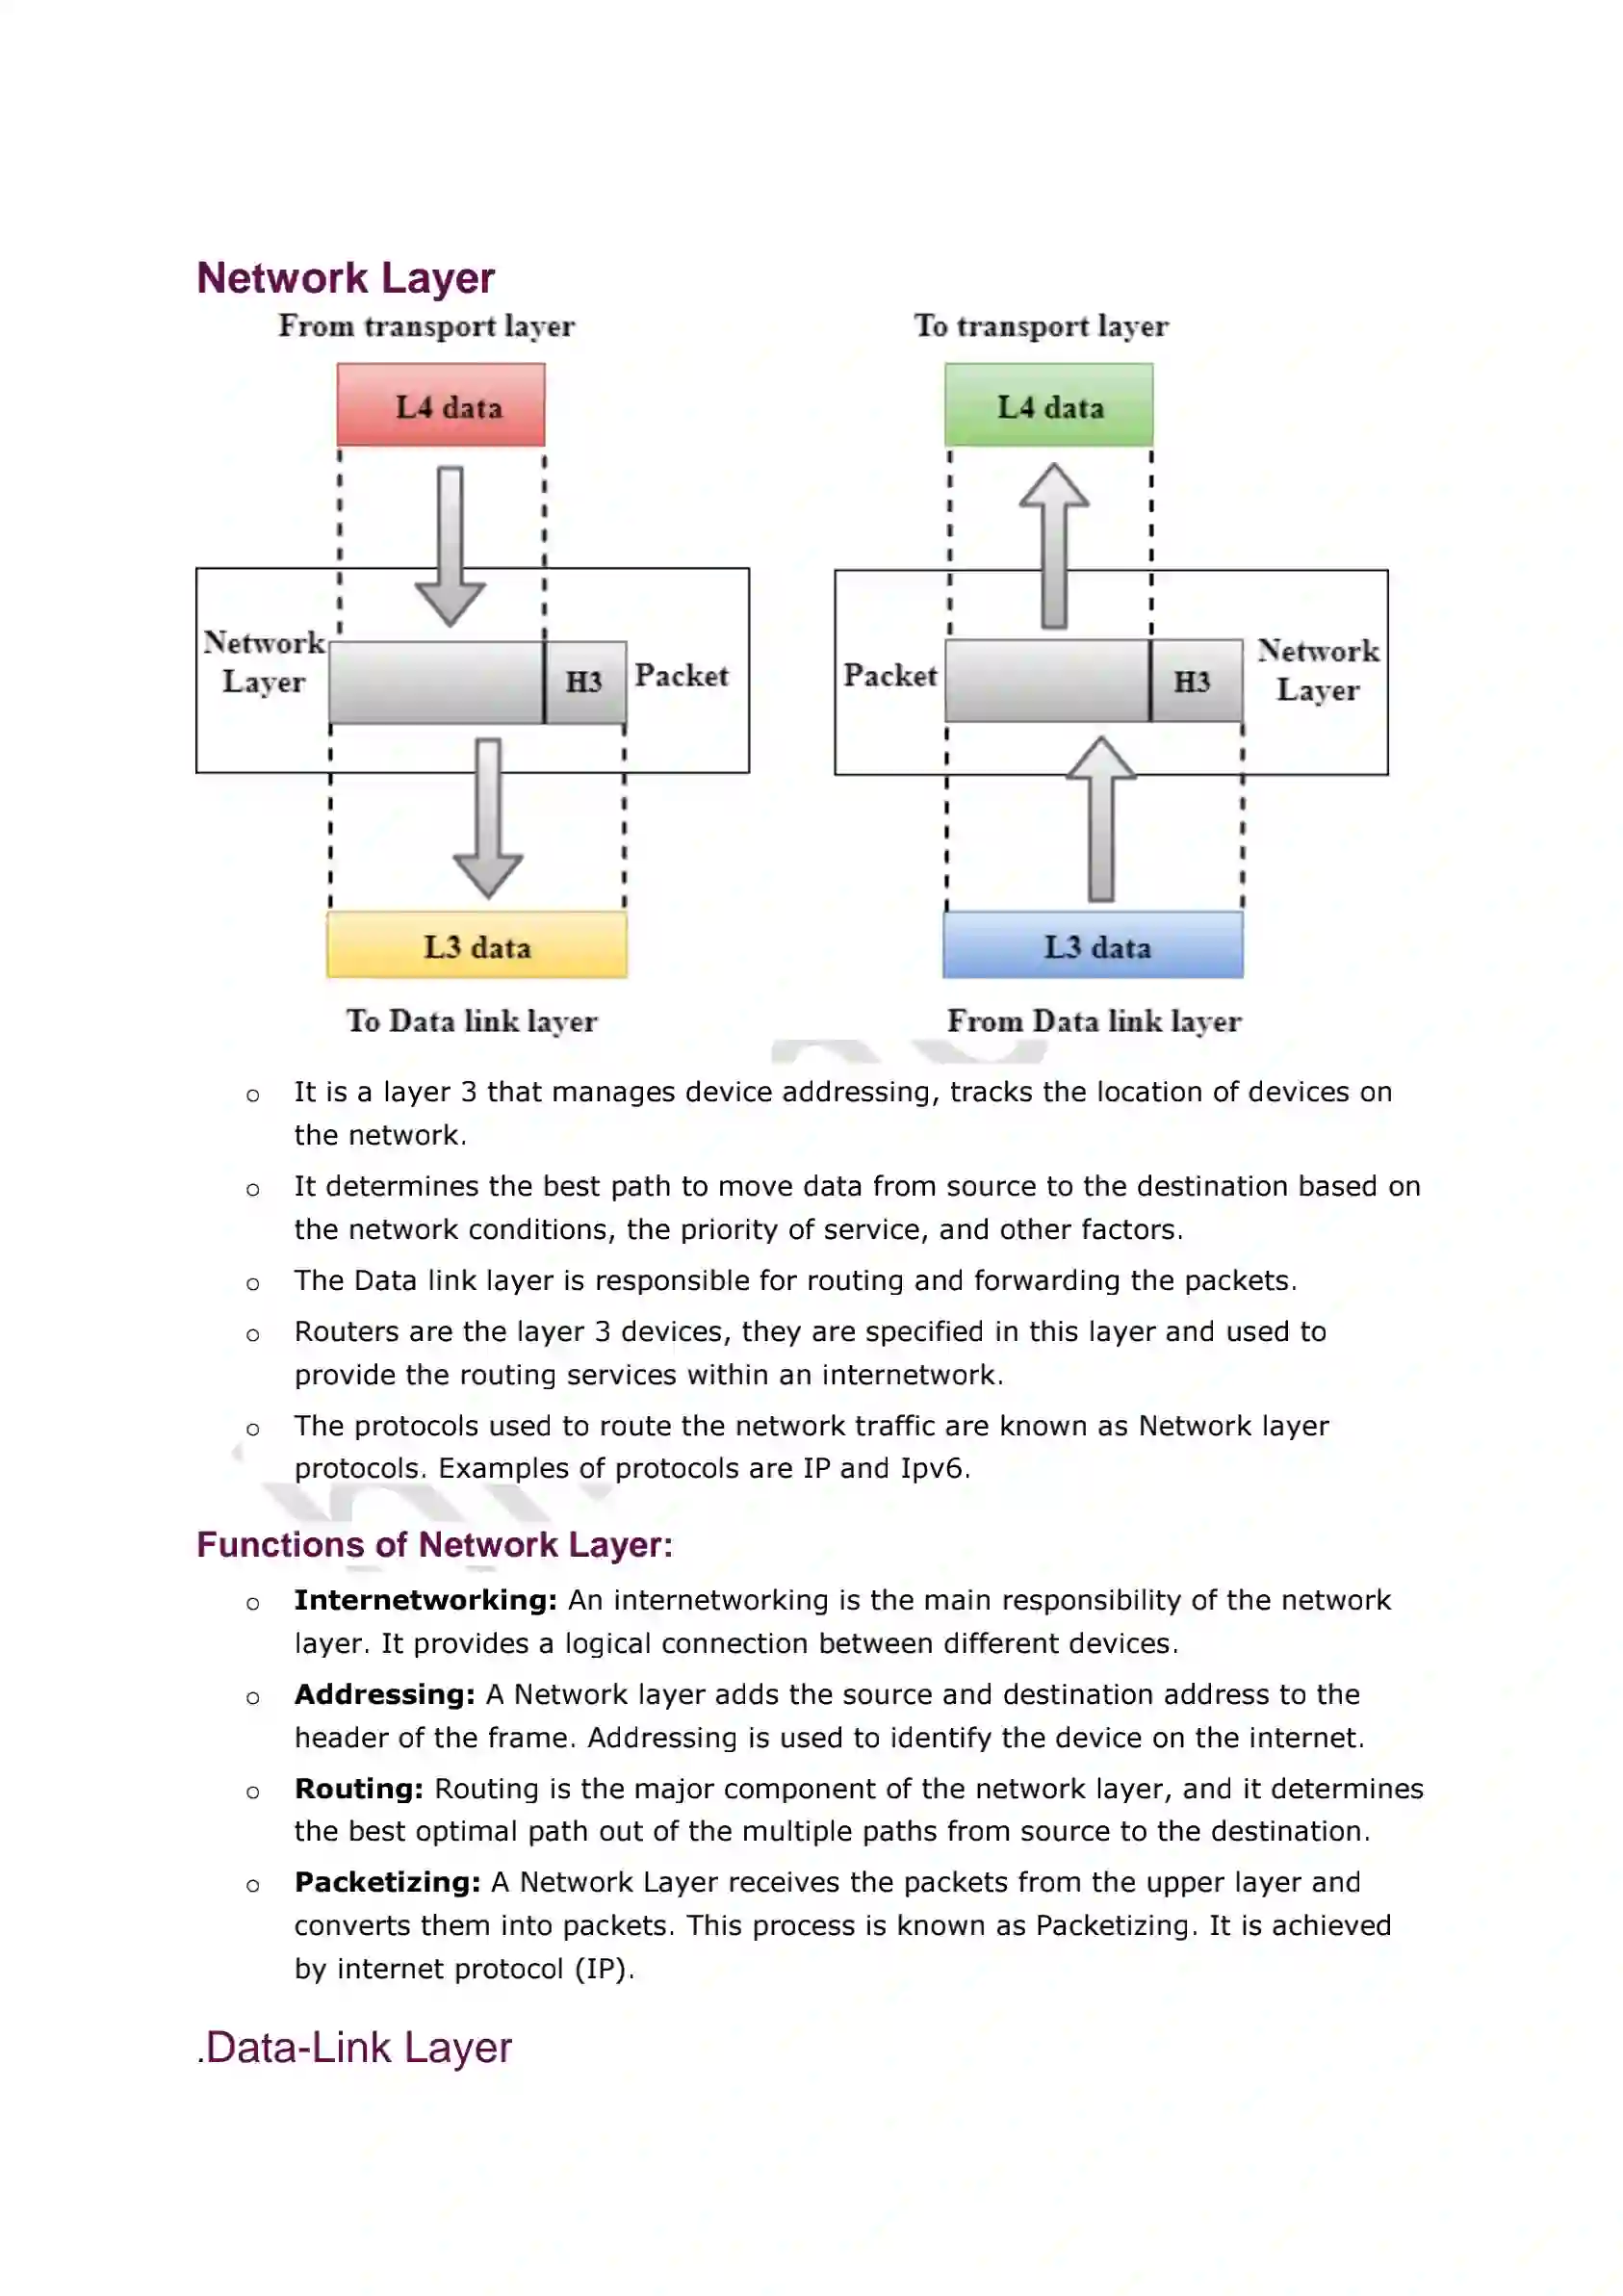 Network Layer
From transport layer
To transport layer
L4 data
L4 data
Network
Layer
H3
Packet
Packet
H3
Network
Layer
L3 data
L3 data
To Data link layer
From Data link layer
o It is a layer 3 that manages device addressing, tracks the location of devices on
the network.
o It determines the best path to move data from source to the destination based on
the network conditions, the priority of service, and other factors.
o The Data link layer is responsible for routing and forwarding the packets.
o Routers are the layer 3 devices, they are specified in this layer and used to
provide the routing services within an internetwork.
o The protocols used to route the network traffic are known as Network layer
protocols. Examples of protocols are IP and Ipv6.
Functions of Network Layer:
o Internetworking: An internetworking is the main responsibility of the network
layer. It provides a logical connection between different devices.
o Addressing: A Network layer adds the source and destination address to the
header of the frame. Addressing is used to identify the device on the internet.
o Routing: Routing is the major component of the network layer, and it determines
the best optimal path out of the multiple paths from source to the destination.
o Packetizing: A Network Layer receives the packets from the upper layer and
converts them into packets. This process is known as Packetizing. It is achieved
by internet protocol (IP).
.Data-Link Layer